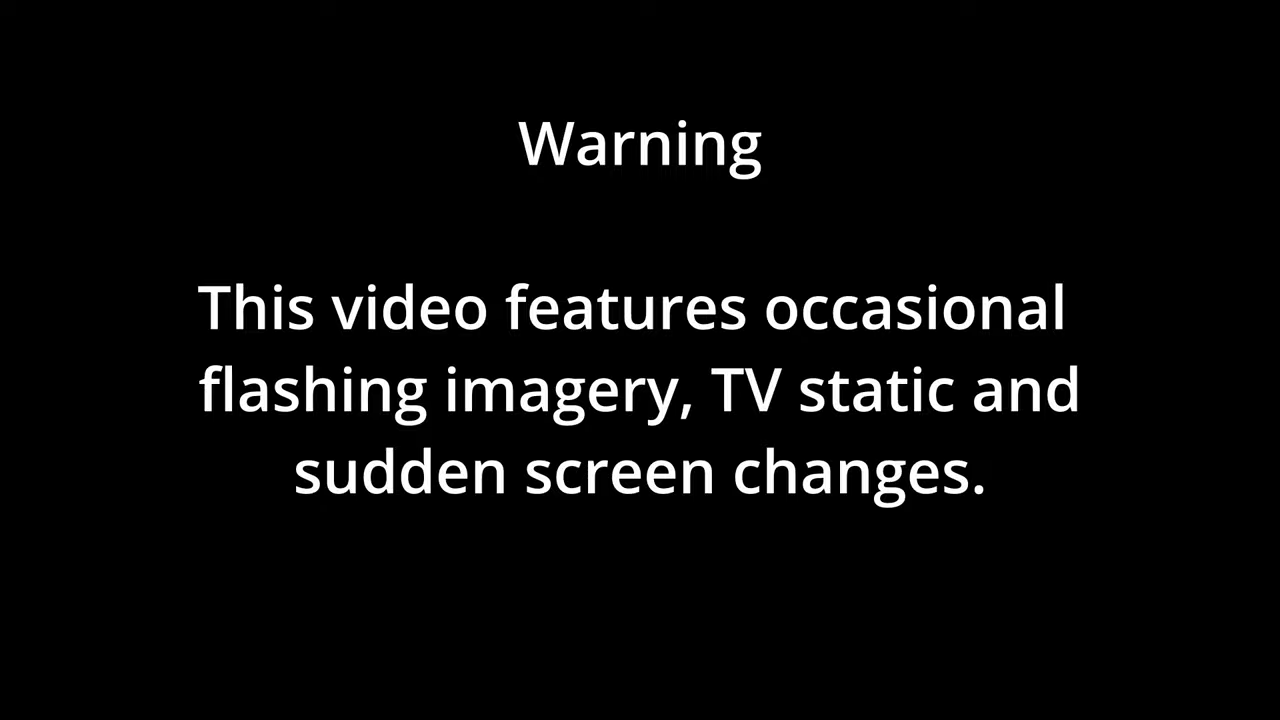 Warning
This video features occasional
flashing imagery, TV static and
sudden screen changes.